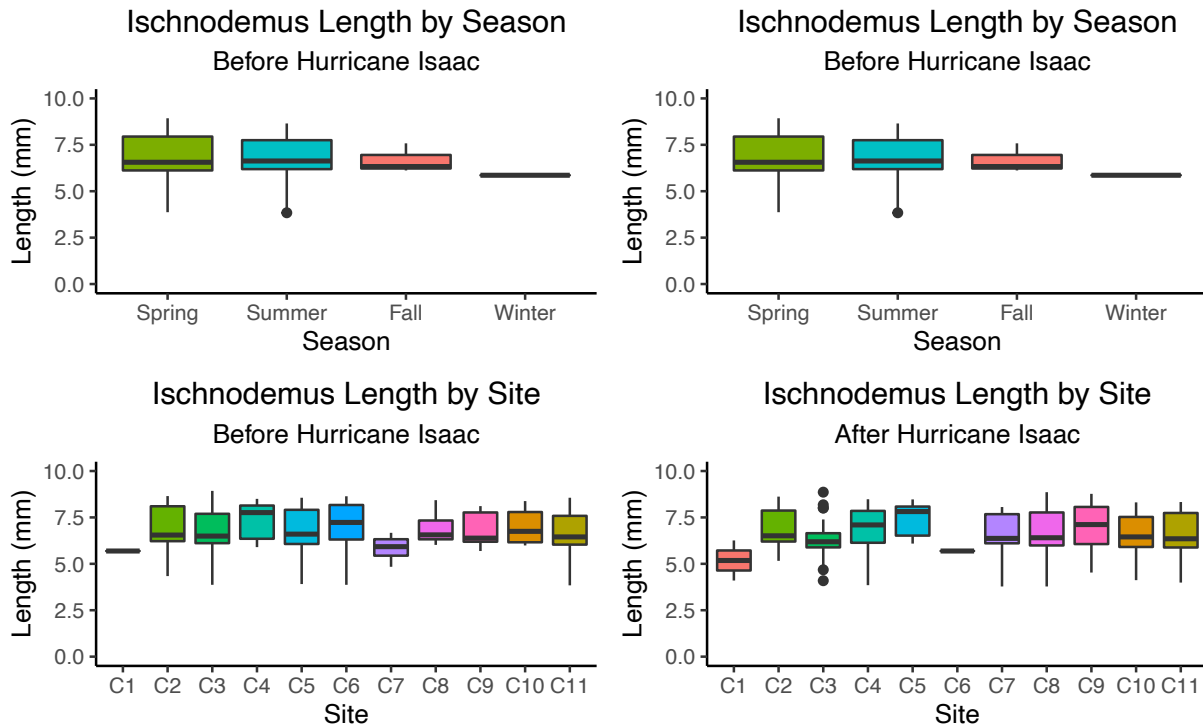 Ischnodemus Length by Season
Before Hurricane Isaac
10.0
7.5
5.0
2.5
0.0
Length (mm)
Spring Summer Fall Winter
Season
Ischnodemus Length by Season
Before Hurricane Isaac
10.0
7.5
5.0
2.5
0.0
Length (mm)
Spring Summer Fall Winter
Season
Ischnodemus Length by Site
Before Hurricane Isaac
10.0
7.5
5.0
2.5
0.0
Length (mm)
C1 C2 C3 C4 C5 C6 C7 C8 C9 C10 C11
Site
Ischnodemus Length by Site
After Hurricane Isaac
10.0
7.5
5.0
2.5
0.0
Length (mm)
C1 C2 C3 C4 C5 C6 C7 C8 C9 C10 C11
Site